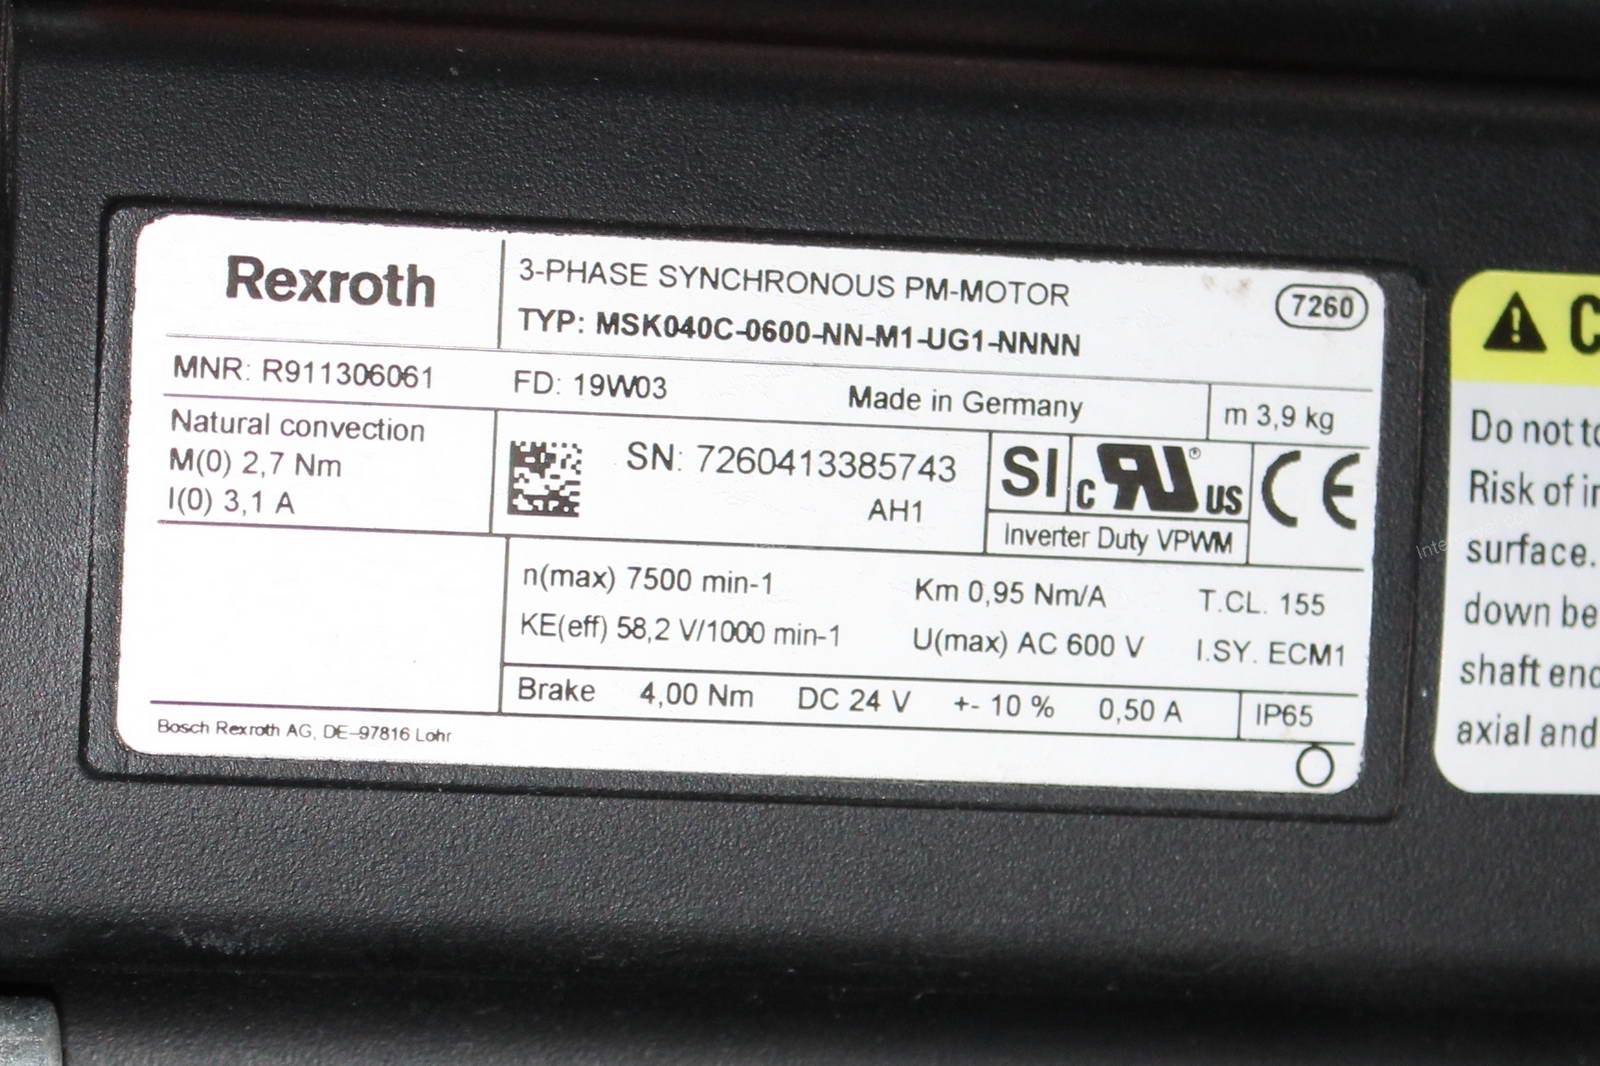 Rexroth
3-PHASE SYNCHRONOUS PM-MOTOR
7260
TYP: MSK040C-0600-NN-M1-UG1-NNNN
MNR: R911306061
FD: 19W03
Made in Germany
m 3,9 kg
Natural convection
M(0) 2,7 Nm
I(0) 3,1 A
SN: 7260413385743
AH1
SI
c RU ® US
CE
Inverter Duty VPWM
n(max) 7500 min-1
Km 0,95 Nm/A
T.CL. 155
KE(eff) 58,2 V/1000 min-1
U(max) AC 600 V
I.SY. ECM1
Brake 4,00 Nm DC 24 V +- 10 % 0,50 A
IP65
Bosch Rexroth AG, DE-97816 Lohr
Do not
Risk of
surface.
down be
shaft
axial and